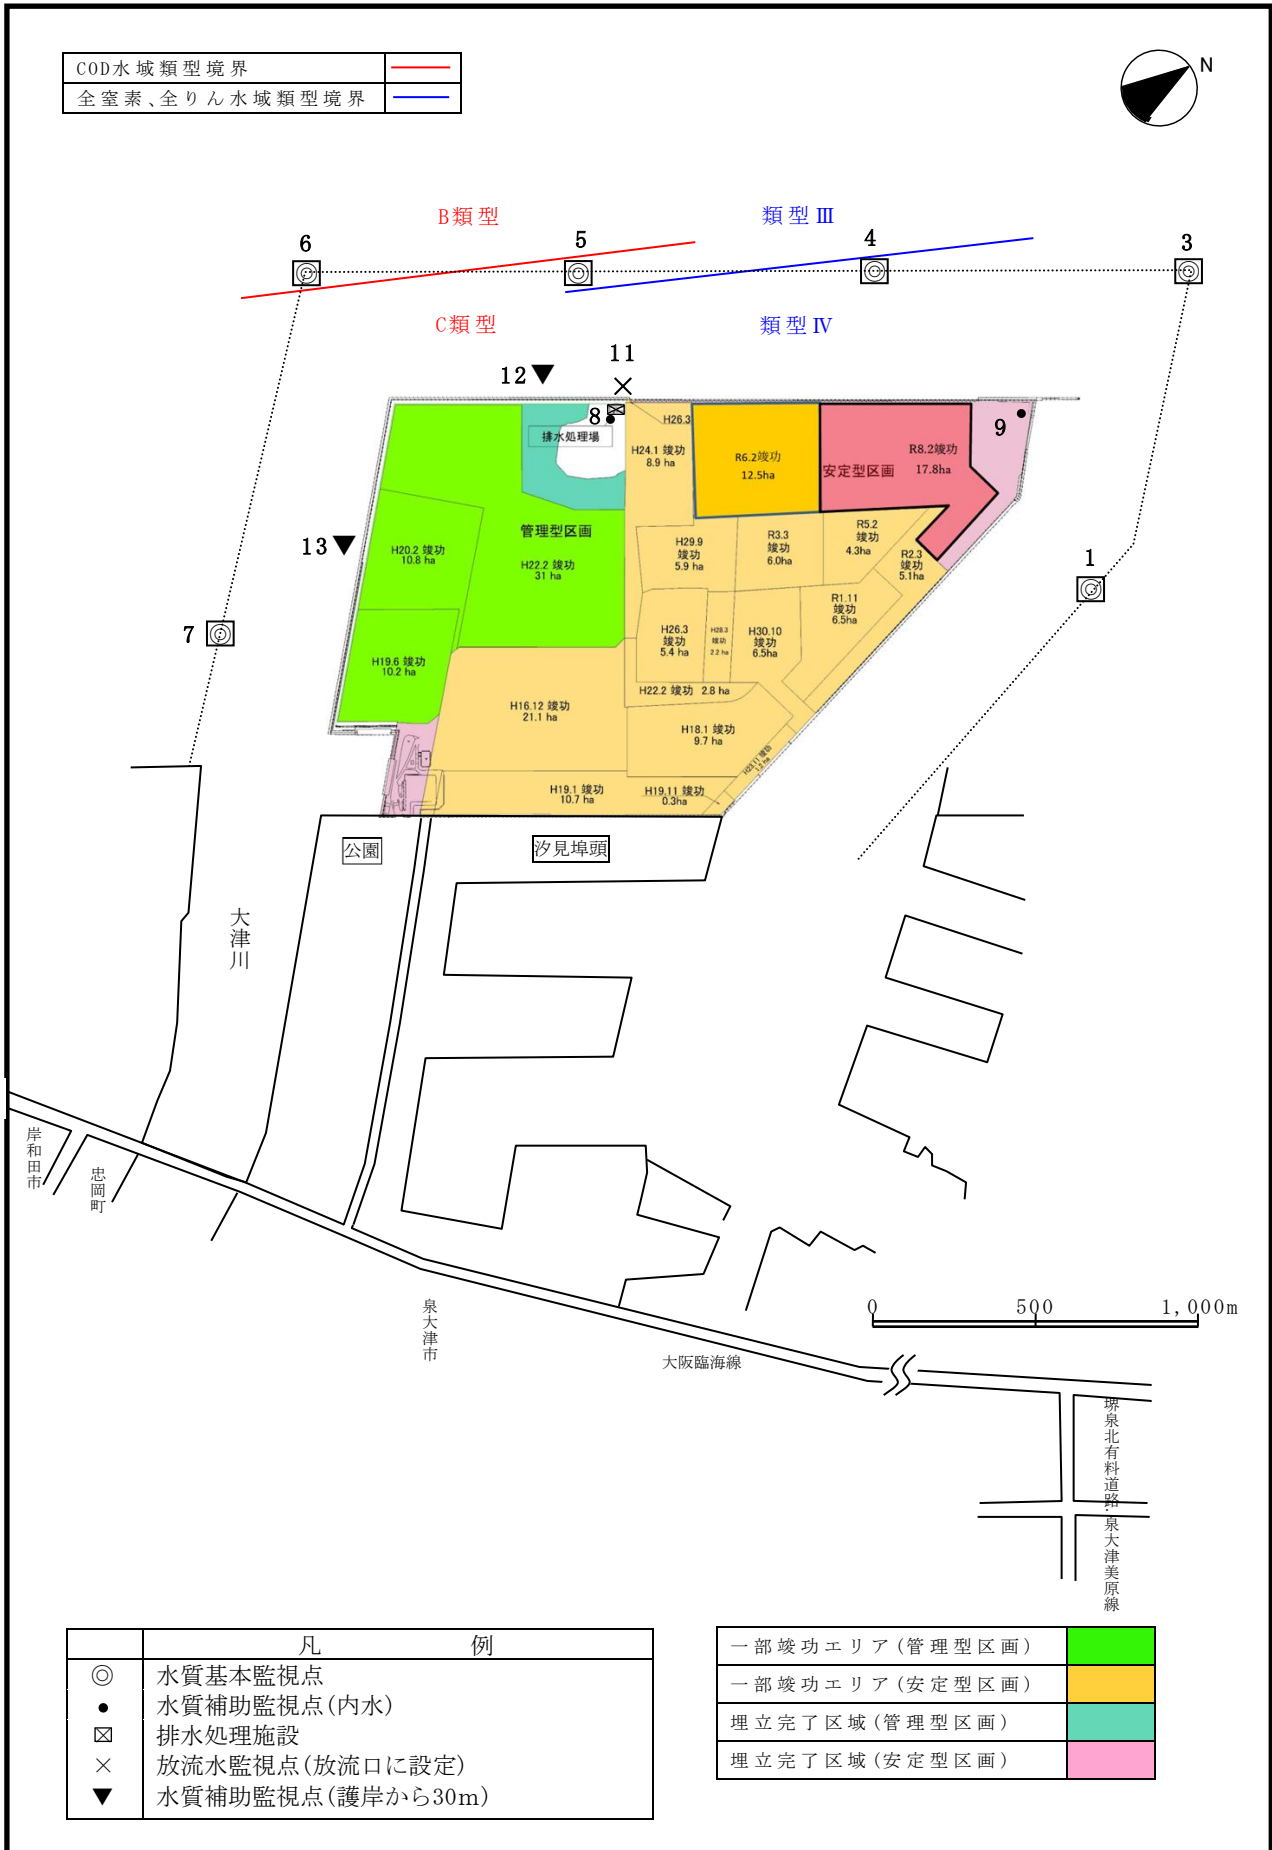 COD水域類型境界
全窒素、全りん水域類型境界
N
B類型
類型Ⅲ
6
5
4
3
C類型
類型Ⅳ
11
12
8
排水処理場
H26.3
H24.1 竣功
8.9 ha
R6.2竣功
12.5ha
安定型区画
R8.2竣功
17.8ha
9
13
H20.2 竣功
10.8 ha
管理型区画
H22.2 竣功
31 ha
H29.9
竣功
5.9 ha
R3.3
竣功
6.0ha
R5.2
竣功
4.3ha
R2.3
竣功
5.1ha
1
7
H19.6 竣功
10.2 ha
H26.3
竣功
5.4 ha
H28.3
竣功
2.2 ha
H30.10
竣功
6.5ha
R1.11
竣功
6.5ha
H16.12 竣功
21.1 ha
H22.2 竣功 2.8 ha
H18.1 竣功
9.7 ha
H23.11 竣功
H19.1 竣功
10.7 ha
H19.11 竣功
0.3ha
公園
汐見埠頭
大津川
岸和田市
忠岡町
泉大津市
大阪臨海線
0 500 1,000m
堺泉北有料道路・泉大津美原線
凡 例
◎ 水質基本監視点
● 水質補助監視点(内水)
☒ 排水処理施設
× 放流水監視点(放流口に設定)
▼ 水質補助監視点(護岸から30m)
一部竣功エリア(管理型区画)
一部竣功エリア(安定型区画)
埋立完了区域(管理型区画)
埋立完了区域(安定型区画)